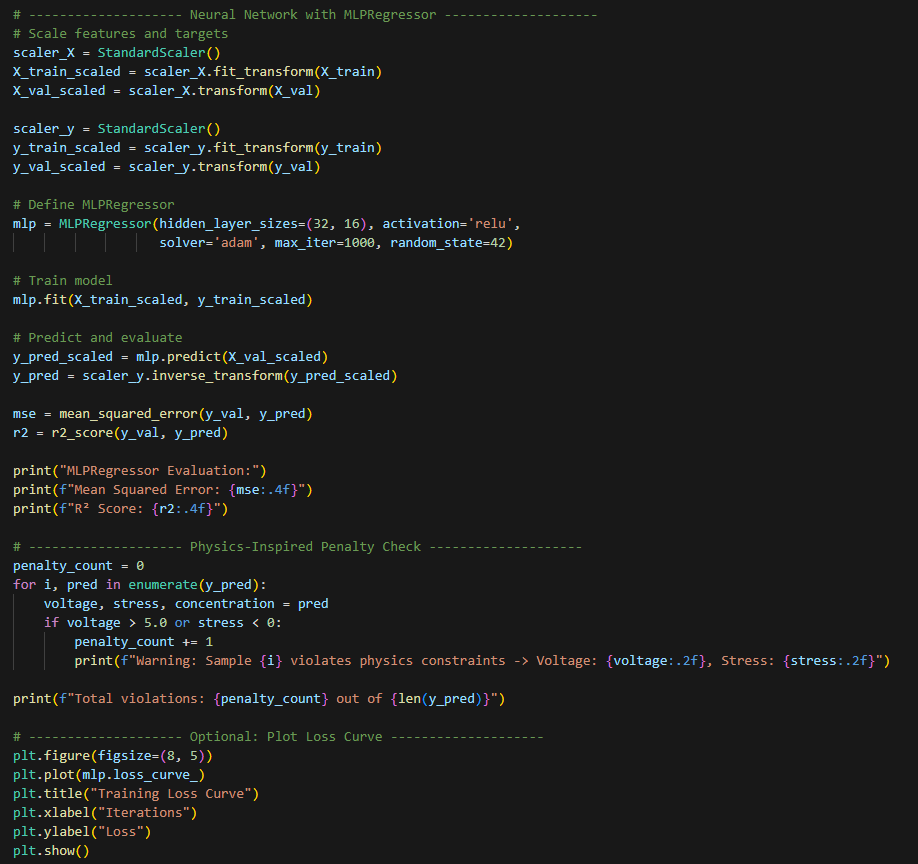 # -------------------- Neural Network with MLPRegressor --------------------
# Scale features and targets
scaler_X = StandardScaler()
X_train_scaled = scaler_X.fit_transform(X_train)
X_val_scaled = scaler_X.transform(X_val)

scaler_y = StandardScaler()
y_train_scaled = scaler_y.fit_transform(y_train)
y_val_scaled = scaler_y.transform(y_val)

# Define MLPRegressor
mlp = MLPRegressor(hidden_layer_sizes=(32, 16), activation='relu',
                   solver='adam', max_iter=1000, random_state=42)

# Train model
mlp.fit(X_train_scaled, y_train_scaled)

# Predict and evaluate
y_pred_scaled = mlp.predict(X_val_scaled)
y_pred = scaler_y.inverse_transform(y_pred_scaled)

mse = mean_squared_error(y_val, y_pred)
r2 = r2_score(y_val, y_pred)

print("MLPRegressor Evaluation:")
print(f"Mean Squared Error: {mse:.4f}")
print(f"R² Score: {r2:.4f}")

# -------------------- Physics-Inspired Penalty Check --------------------
penalty_count = 0
for i, pred in enumerate(y_pred):
    voltage, stress, concentration = pred
    if voltage > 5.0 or stress < 0:
        penalty_count += 1
        print(f"Warning: Sample {i} violates physics constraints -> Voltage: {voltage:.2f}, Stress: {stress:.2f}")

print(f"Total violations: {penalty_count} out of {len(y_pred)}")

# -------------------- Optional: Plot Loss Curve --------------------
plt.figure(figsize=(8, 5))
plt.plot(mlp.loss_curve_)
plt.title("Training Loss Curve")
plt.xlabel("Iterations")
plt.ylabel("Loss")
plt.show()